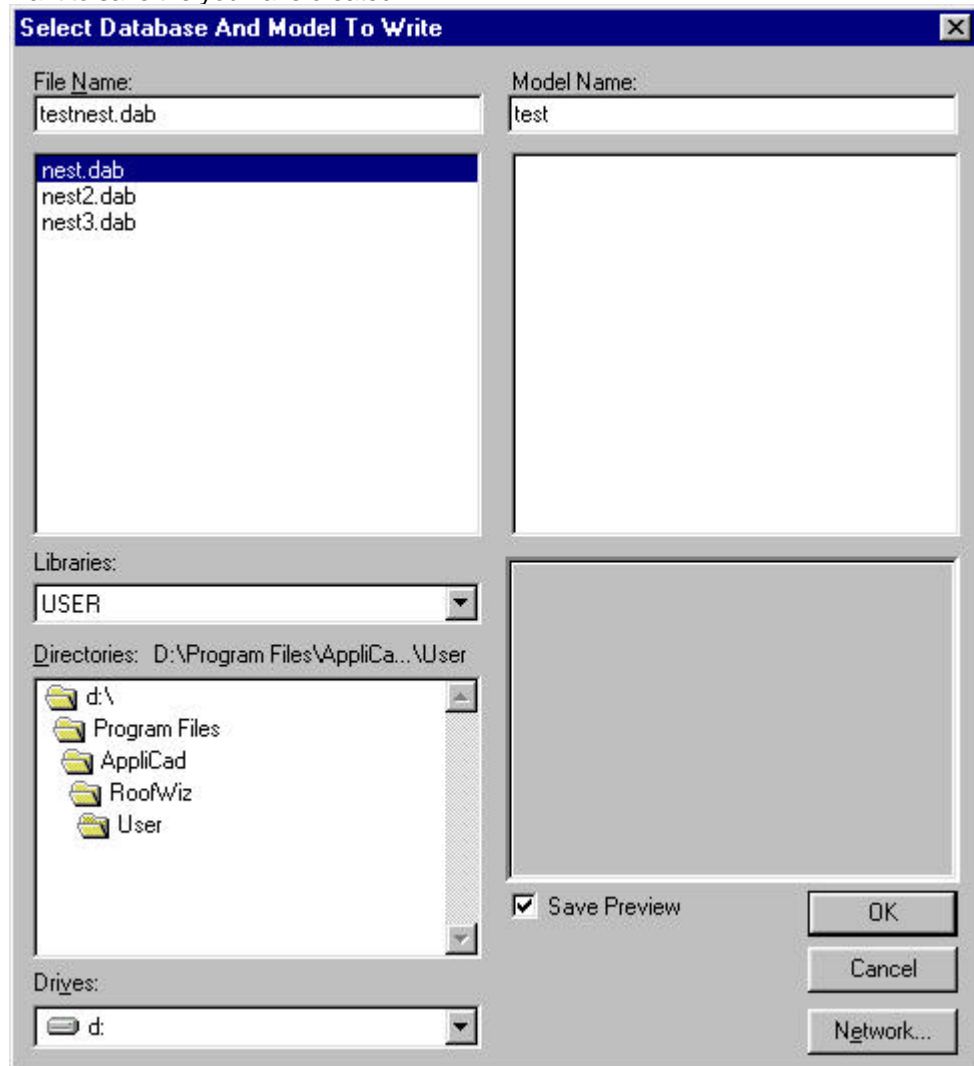 Select Database And Model To Write
File Name:
testnest.dab
Model Name:
test
nest.dab
nest2.dab
nest3.dab
Libraries:
USER
Directories: D:\Program Files\AppliCa...\User
d:\
Program Files
AppliCad
RoofWiz
User
Save Preview
OK
Cancel
Drives:
d:
Network...